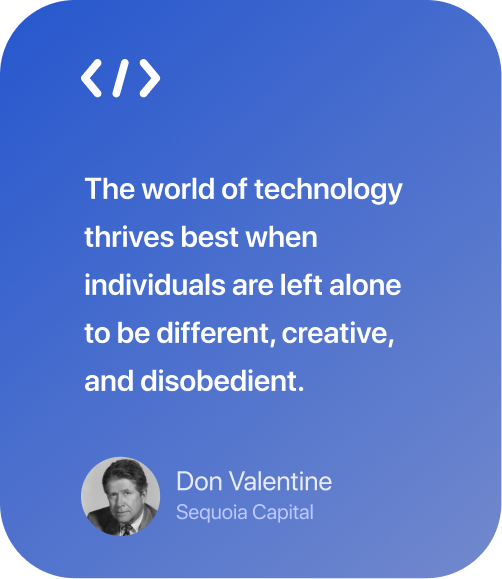 </>
The world of technology
thrives best when
individuals are left alone
to be different, creative,
and disobedient.
Don Valentine
Sequoia Capital